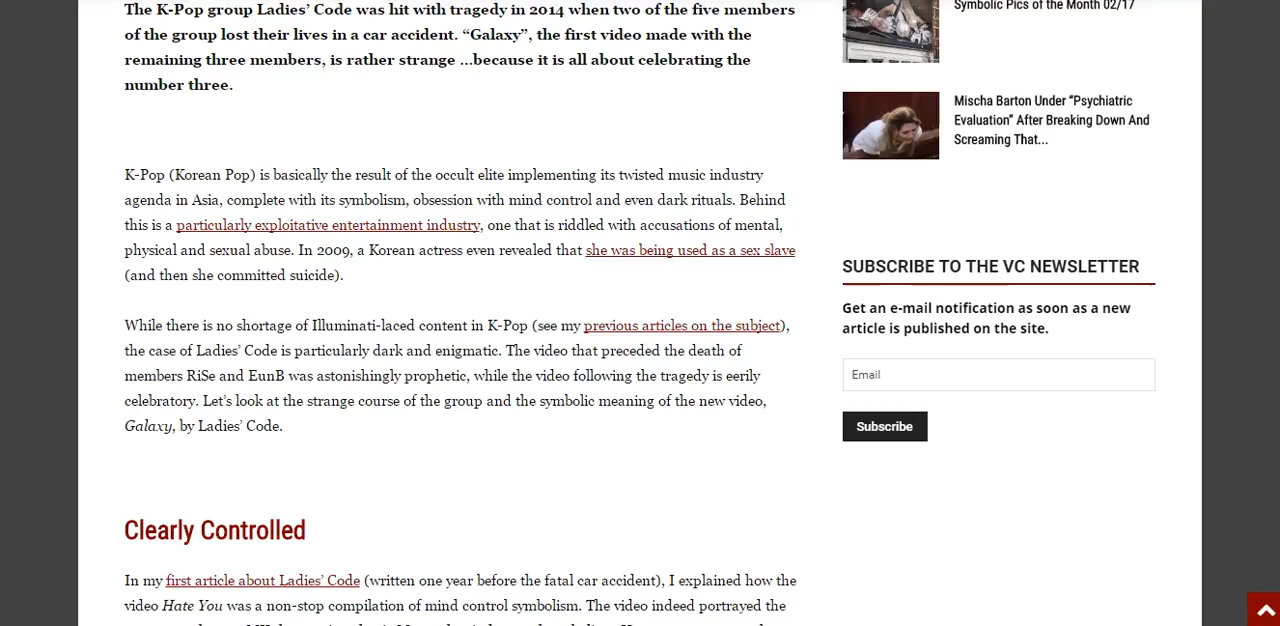 The K-Pop group Ladies’ Code was hit with tragedy in 2014 when two of the five members
of the group lost their lives in a car accident. “Galaxy”, the first video made with the
remaining three members, is rather strange …because it is all about celebrating the
number three.
K-Pop (Korean Pop) is basically the result of the occult elite implementing its twisted music industry
agenda in Asia, complete with its symbolism, obsession with mind control and even dark rituals. Behind
this is a particularly exploitative entertainment industry, one that is riddled with accusations of mental,
physical and sexual abuse. In 2009, a Korean actress even revealed that she was being used as a sex slave
(and then she committed suicide).
While there is no shortage of Illuminati-laced content in K-Pop (see my previous articles on the subject),
the case of Ladies’ Code is particularly dark and enigmatic. The video that preceded the death of
members RiSe and EunB was astonishingly prophetic, while the video following the tragedy is eerily
celebratory. Let’s look at the strange course of the group and the symbolic meaning of the new video,
Galaxy, by Ladies’ Code.
Clearly Controlled
In my first article about Ladies’ Code (written one year before the fatal car accident), I explained how the
video Hate You was a non-stop compilation of mind control symbolism. The video indeed portrayed the
Symbolic Pics of the Month 02/17
Mischa Barton Under “Psychiatric
Evaluation” After Breaking Down And
Screaming That...
SUBSCRIBE TO THE VC NEWSLETTER
Get an e-mail notification as soon as a new
article is published on the site.
Email
Subscribe